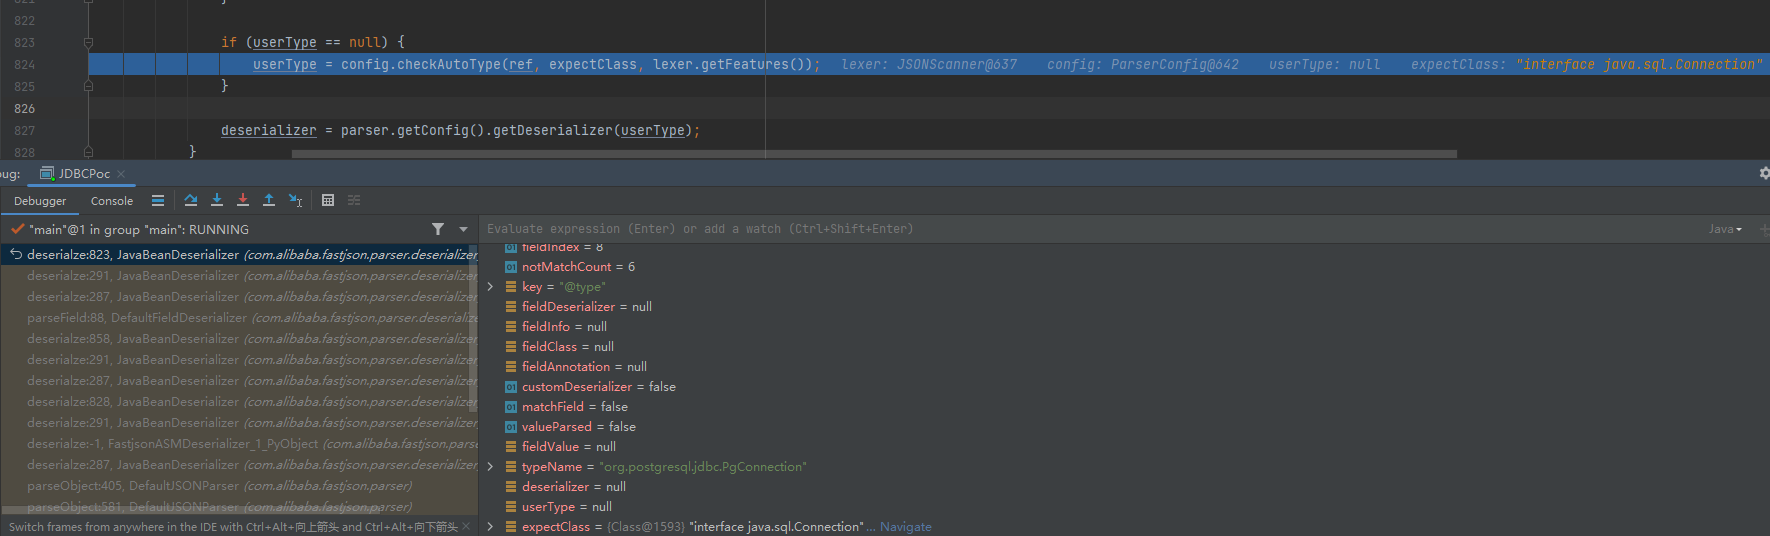 821 }
822
823 if (userType == null) {
824 userType = config.checkAutoType(ref, expectClass, lexer.getFeatures()); lexer: JSONScanner@637 config: ParserConfig@642 userType: null expectClass: "interface java.sql.Connection"
825 }
826
827 deserializer = parser.getConfig().getDeserializer(userType);
828 }
ug: JDBCPoc
Debugger Console
"main"@1 in group "main": RUNNING
Evaluate expression (Enter) or add a watch (Ctrl+Shift+Enter) Java
deserialze:823, JavaBeanDeserializer (com.alibaba.fastjson.parser.deserializer
deserialze:291, JavaBeanDeserializer (com.alibaba.fastjson.parser.deserializer
deserialze:287, JavaBeanDeserializer (com.alibaba.fastjson.parser.deserializer
parseField:88, DefaultFieldDeserializer (com.alibaba.fastjson.parser.deserializer
deserialze:858, JavaBeanDeserializer (com.alibaba.fastjson.parser.deserializer
deserialze:291, JavaBeanDeserializer (com.alibaba.fastjson.parser.deserializer
deserialze:287, JavaBeanDeserializer (com.alibaba.fastjson.parser.deserializer
deserialze:828, JavaBeanDeserializer (com.alibaba.fastjson.parser.deserializer
deserialze:291, JavaBeanDeserializer (com.alibaba.fastjson.parser.deserializer
deserialze:-1, FastjsonASMDeserializer_1_PyObject (com.alibaba.fastjson.parser
deserialze:287, JavaBeanDeserializer (com.alibaba.fastjson.parser.deserializer
parseObject:405, DefaultJSONParser (com.alibaba.fastjson.parser)
parseObject:581, DefaultJSONParser (com.alibaba.fastjson.parser)
Switch frames from anywhere in the IDE with Ctrl+Alt+向上箭头 and Ctrl+Alt+向下箭头
fieldIndex = 8
notMatchCount = 6
key = "@type"
fieldDeserializer = null
fieldInfo = null
fieldClass = null
fieldAnnotation = null
customDeserializer = false
matchField = false
valueParsed = false
fieldValue = null
typeName = "org.postgresql.jdbc.PgConnection"
deserializer = null
userType = null
expectClass = {Class@1593} "interface java.sql.Connection"... Navigate